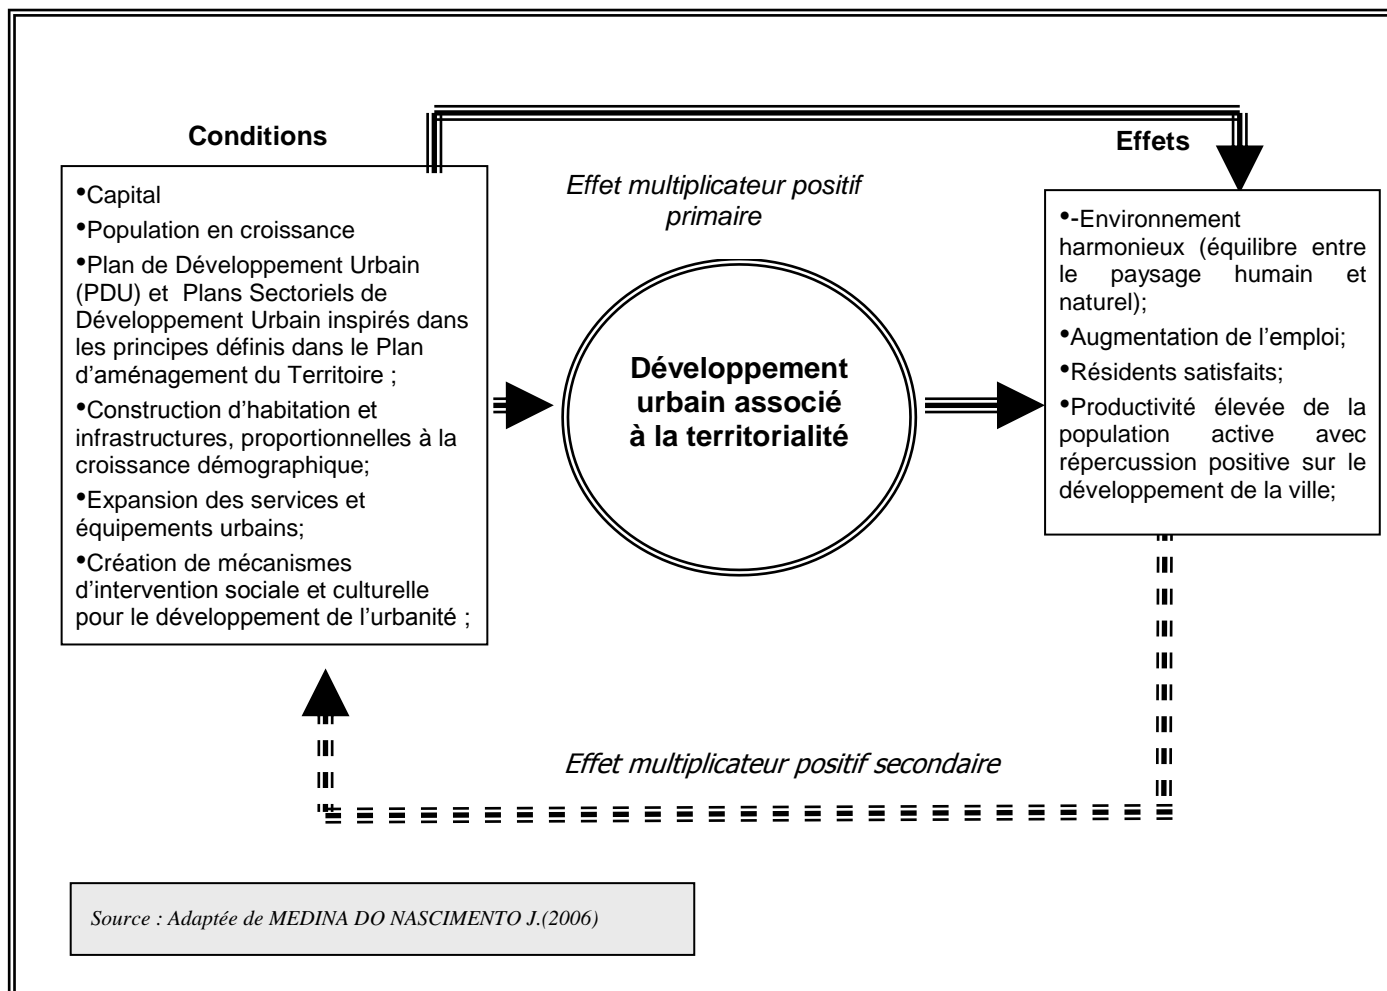 Conditions
•Capital
•Population en croissance
•Plan de Développement Urbain
(PDU) et Plans Sectoriels de
Développement Urbain inspirés dans
les principes définis dans le Plan
d’aménagement du Territoire ;
•Construction d’habitation et
infrastructures, proportionnelles à la
croissance démographique;
•Expansion des services et
équipements urbains;
•Création de mécanismes
d’intervention sociale et culturelle
pour le développement de l’urbanité ;
Effet multiplicateur positif
primaire
Développement
urbain associé
à la territorialité
Effets
•-Environnement
harmonieux (équilibre entre
le paysage humain et
naturel);
•Augmentation de l’emploi;
•Résidents satisfaits;
•Productivité élevée de la
population active avec
répercussion positive sur le
développement de la ville;
Effet multiplicateur positif secondaire
Source : Adaptée de MEDINA DO NASCIMENTO J.(2006)